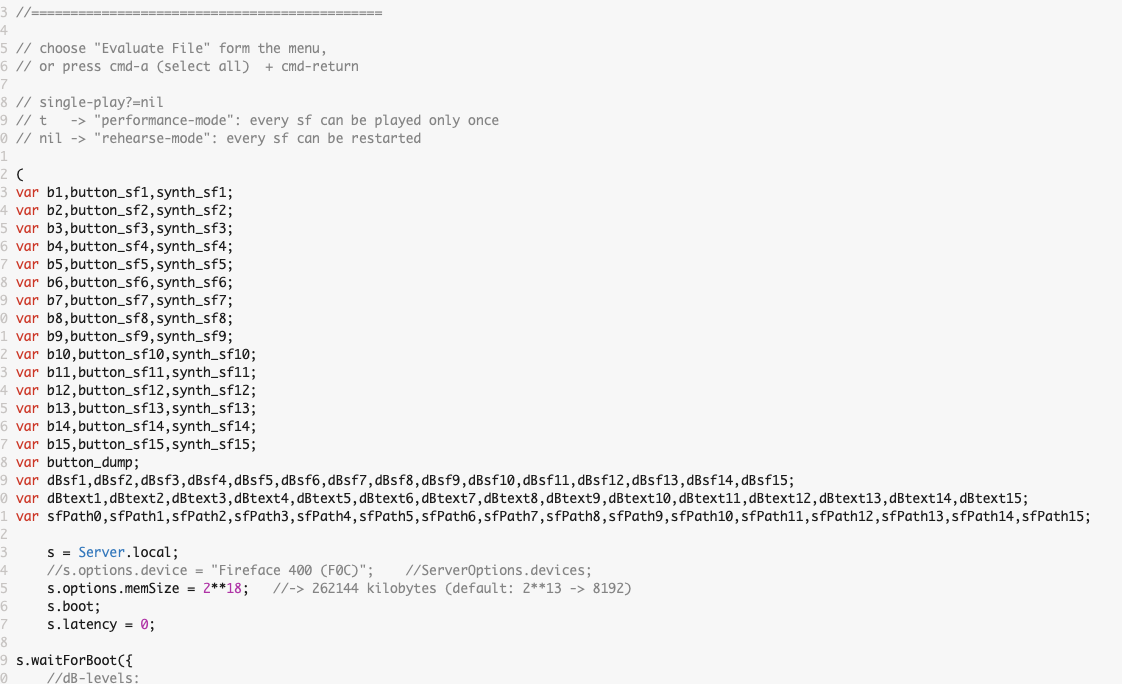 3 //=============================================
4
5 // choose "Evaluate File" form the menu,
6 // or press cmd-a (select all)  + cmd-return
7
8 // single-play?=nil
9 // t   -> "performance-mode": every sf can be played only once
0 // nil -> "rehearse-mode": every sf can be restarted
1
2 (
3 var b1,button_sf1,synth_sf1;
4 var b2,button_sf2,synth_sf2;
5 var b3,button_sf3,synth_sf3;
6 var b4,button_sf4,synth_sf4;
7 var b5,button_sf5,synth_sf5;
8 var b6,button_sf6,synth_sf6;
9 var b7,button_sf7,synth_sf7;
0 var b8,button_sf8,synth_sf8;
1 var b9,button_sf9,synth_sf9;
2 var b10,button_sf10,synth_sf10;
3 var b11,button_sf11,synth_sf11;
4 var b12,button_sf12,synth_sf12;
5 var b13,button_sf13,synth_sf13;
6 var b14,button_sf14,synth_sf14;
7 var b15,button_sf15,synth_sf15;
8 var button_dump;
9 var dBsf1,dBsf2,dBsf3,dBsf4,dBsf5,dBsf6,dBsf7,dBsf8,dBsf9,dBsf10,dBsf11,dBsf12,dBsf13,dBsf14,dBsf15;
0 var dBtext1,dBtext2,dBtext3,dBtext4,dBtext5,dBtext6,dBtext7,dBtext8,dBtext9,dBtext10,dBtext11,dBtext12,dBtext13,dBtext14,dBtext15;
1 var sfPath0,sfPath1,sfPath2,sfPath3,sfPath4,sfPath5,sfPath6,sfPath7,sfPath8,sfPath9,sfPath10,sfPath11,sfPath12,sfPath13,sfPath14,sfPath15;
2
3     s = Server.local;
4     //s.options.device = "Fireface 400 (F0C)";    //ServerOptions.devices;
5     s.options.memSize = 2**18;   //-> 262144 kilobytes (default: 2**13 -> 8192)
6     s.boot;
7     s.latency = 0;
8
9 s.waitForBoot({
0     //dB-levels: